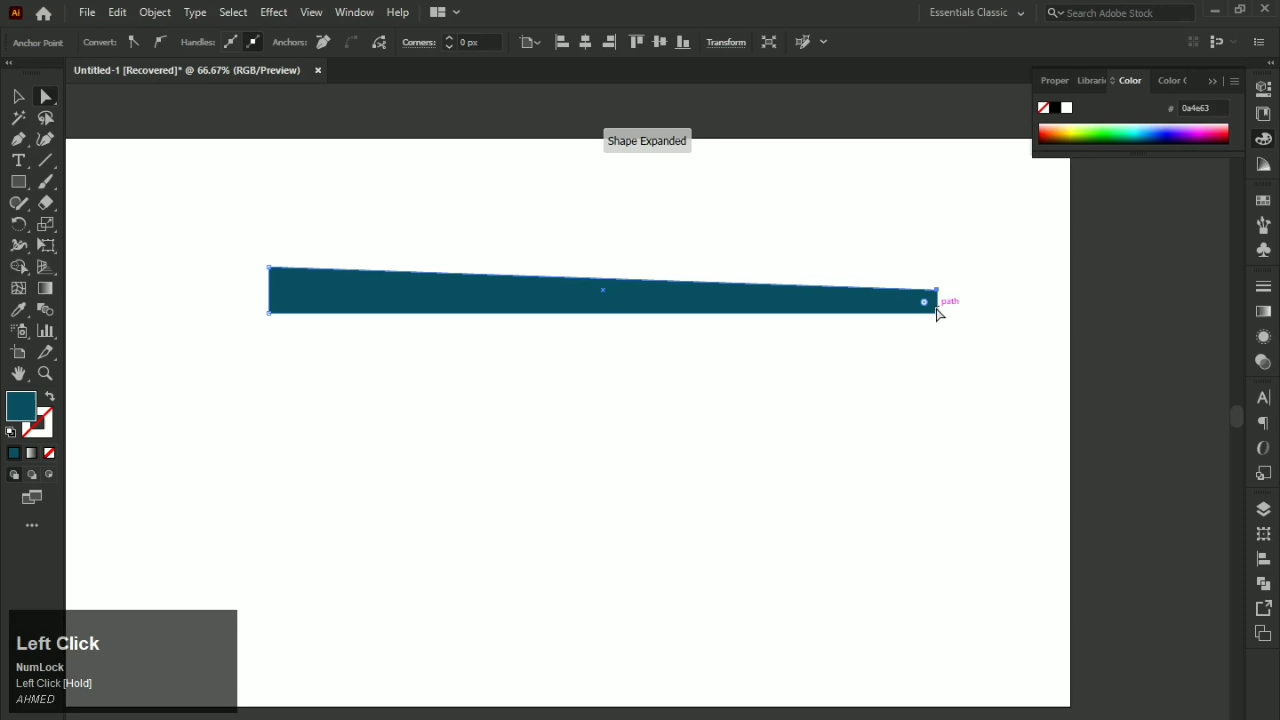 Ai File Edit Object Type Select Effect View Window Help Essentials Classic Search Adobe Stock
Anchor Point Convert: Handles: Anchors: Corners: 0 px Transform
Untitled-1 [Recovered]* @ 66.67% (RGB/Preview)
Proper Librari Color Color
# 0a4e63
Shape Expanded
path
Left Click
NumLock
Left Click [Hold]
AHMED